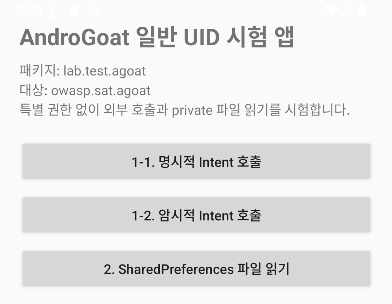 AndroGoat 일반 UID 시험 앱
패키지: lab.test.agoat
대상: owasp.sat.agoat
특별 권한 없이 외부 호출과 private 파일 읽기를 시험합니다.
1-1. 명시적 Intent 호출
1-2. 암시적 Intent 호출
2. SharedPreferences 파일 읽기